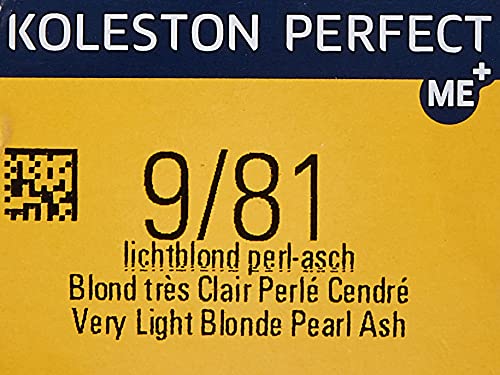 KOLESTON PERFECT
ME+
9/81
lichtblond perl-asch
Blond très Clair Perlé Cendré
Very Light Blonde Pearl Ash